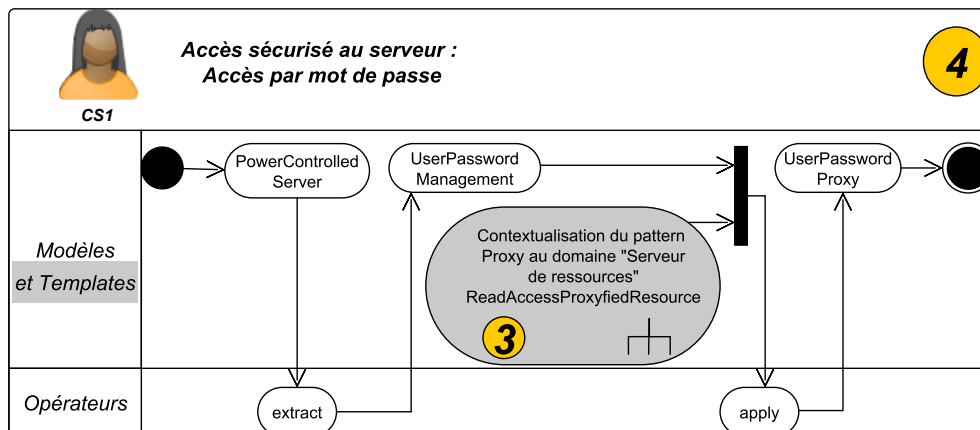 Accès sécurisé au serveur :
Accès par mot de passe
4
CS1
Modèles
et Templates
PowerControlled
Server
UserPassword
Management
UserPassword
Proxy
Contextualisation du pattern
Proxy au domaine "Serveur
de ressources"
ReadAccessProxyfiedResource
3
Opérateurs
extract
apply